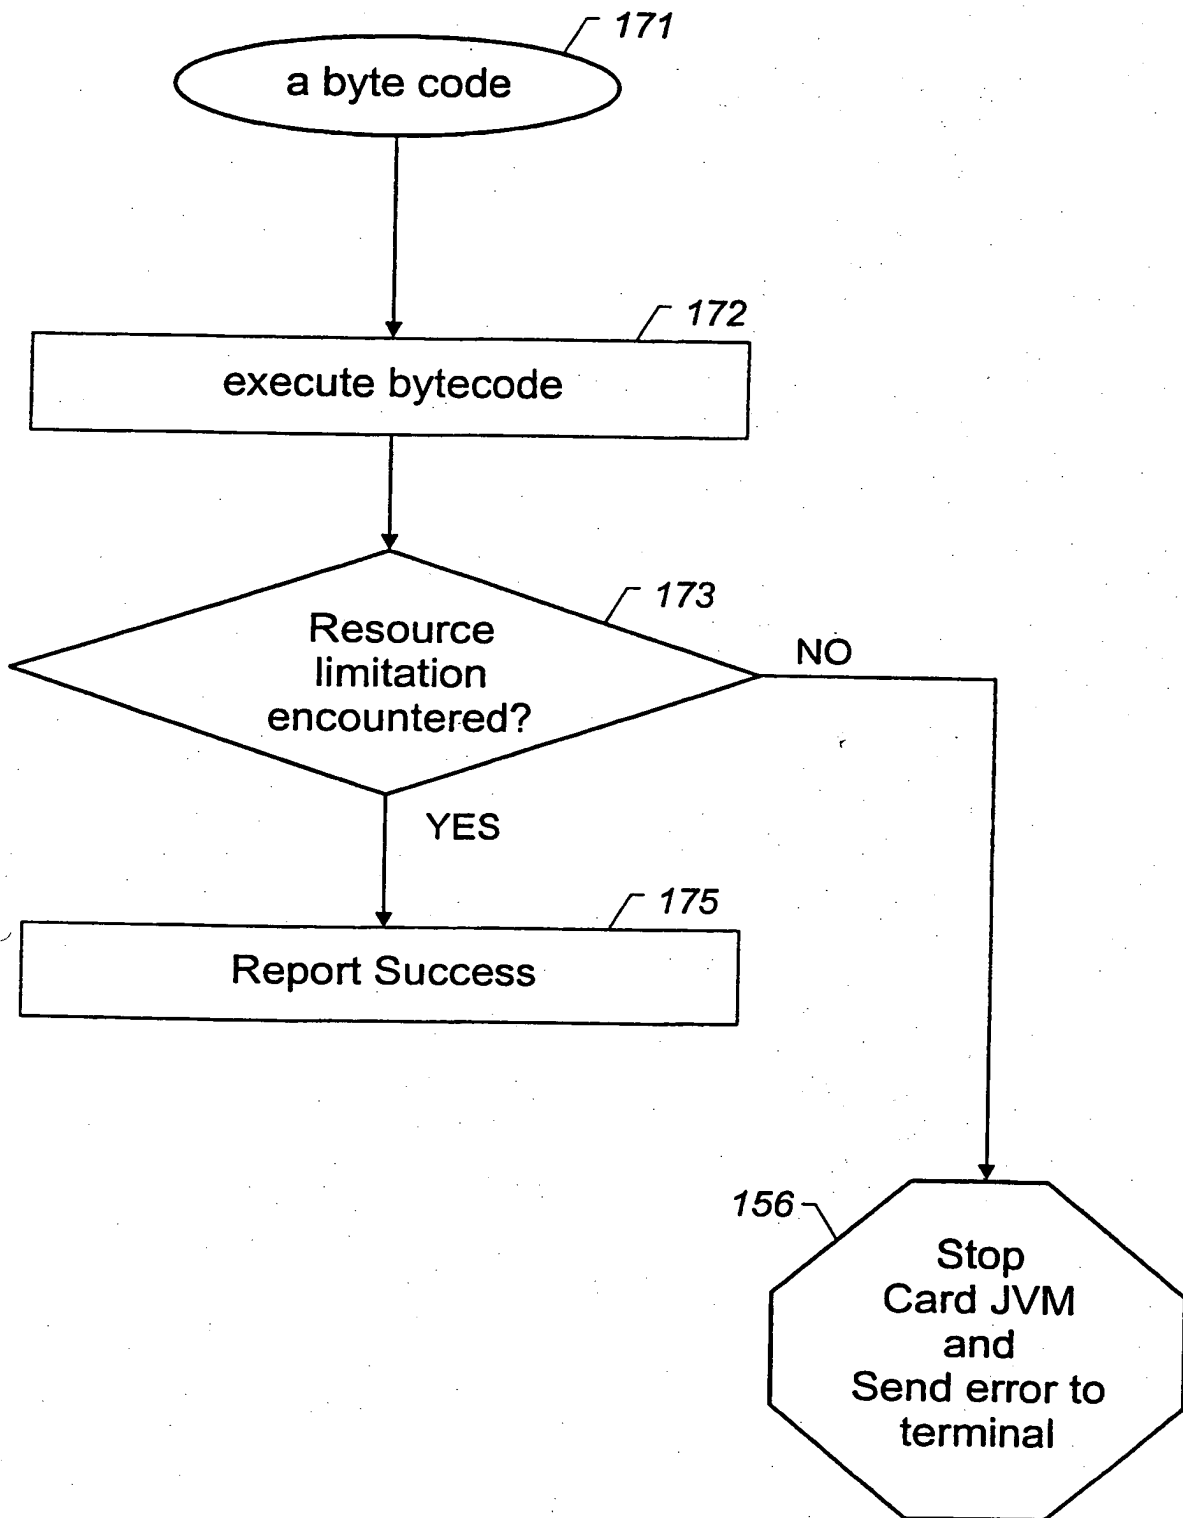 171
a byte code
172
execute bytecode
173
Resource
limitation
encountered?
NO
YES
175
Report Success
156
Stop
Card JVM
and
Send error to
terminal